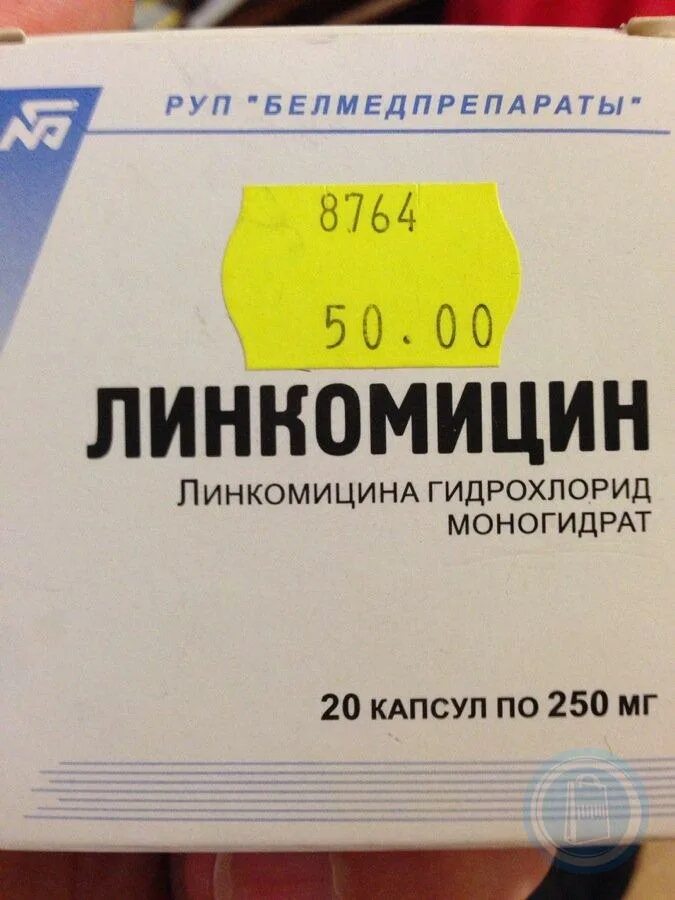 РУП "БЕЛМЕДПРЕПАРАТЫ"
8764
50.00
ЛИНКОМИЦИН
ЛИНКОМИЦИНА ГИДРОХЛОРИД
МОНОГИДРАТ
20 КАПСУЛ ПО 250 МГ